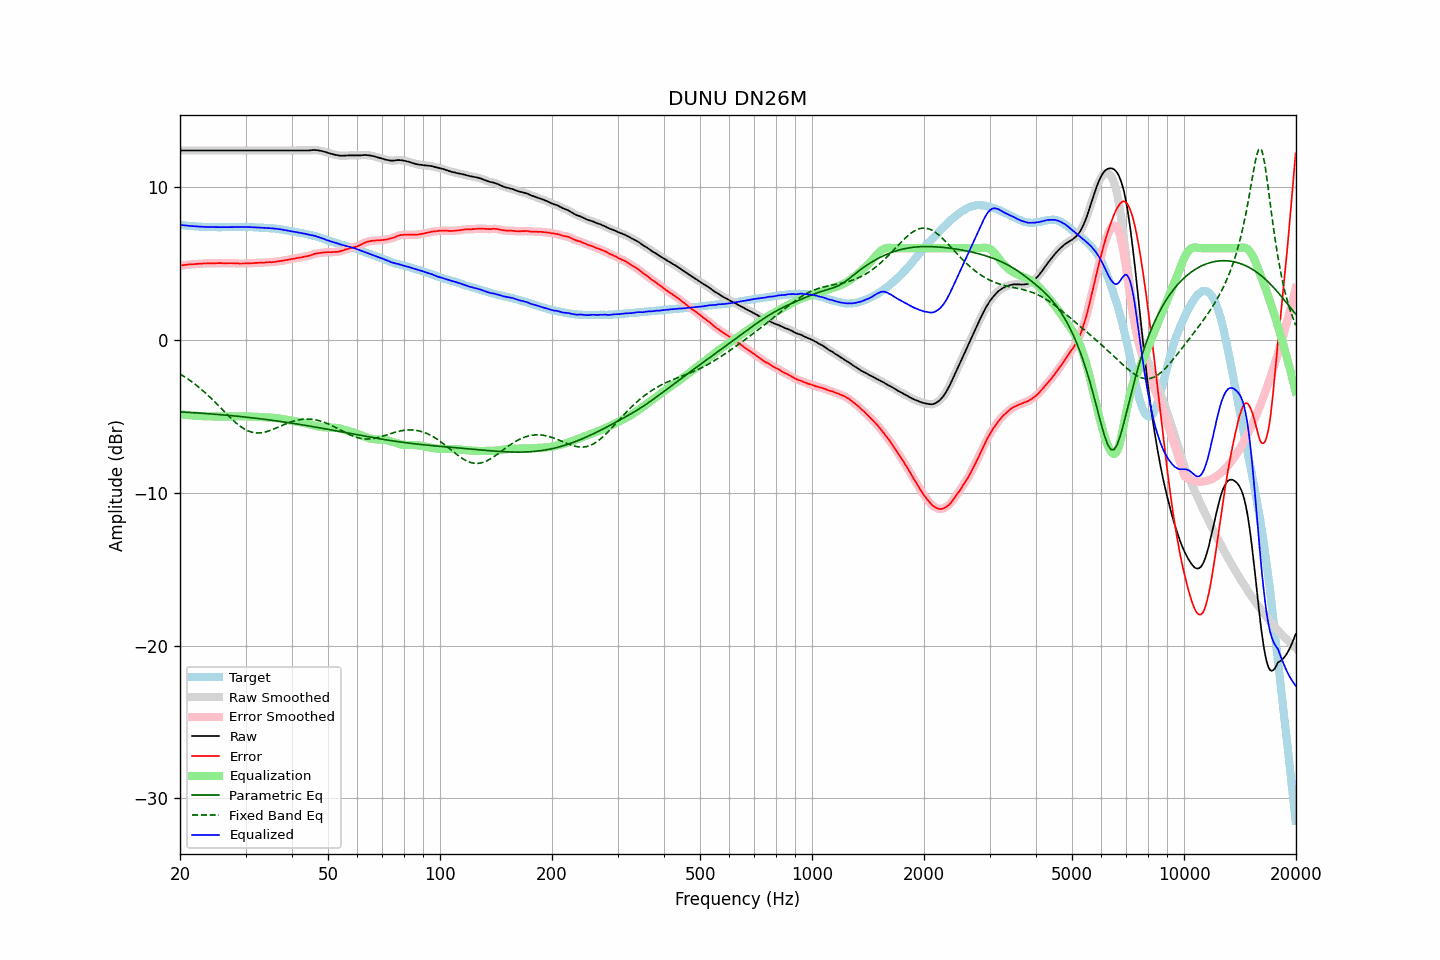 DUNU DN26M
Amplitude (dBr)
10
0
−10
−20
−30
Target
Raw Smoothed
Error Smoothed
Raw
Error
Equalization
Parametric Eq
Fixed Band Eq
Equalized
20 50 100 200 500 1000 2000 5000 10000 20000
Frequency (Hz)